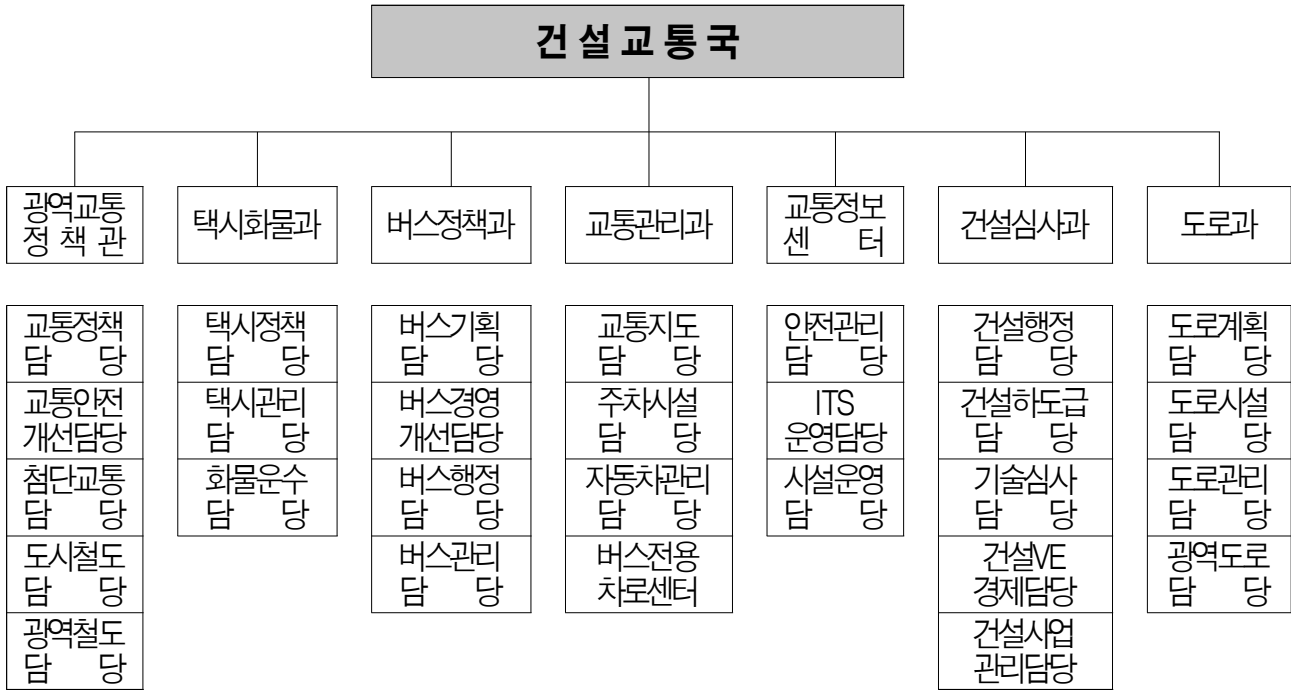 건설교통국
광역교통
정책관
택시화물과
버스정책과
교통관리과
교통정보
센 터
건설심사과
도로과
교통정책
담 당
교통안전
개선담당
첨단교통
담 당
도시철도
담 당
광역철도
담 당
택시정책
담 당
택시관리
담 당
화물운수
담 당
버스기획
담 당
버스경영
개선담당
버스행정
담 당
버스관리
담 당
교통지도
담 당
주차시설
담 당
자동차관리
담 당
버스전용
차로센터
안전관리
담 당
ITS
운영담당
시설운영
담 당
건설행정
담 당
건설하도급
담 당
기술심사
담 당
건설VE
경제담당
건설사업
관리담당
도로계획
담 당
도로시설
담 당
도로관리
담 당
광역도로
담 당